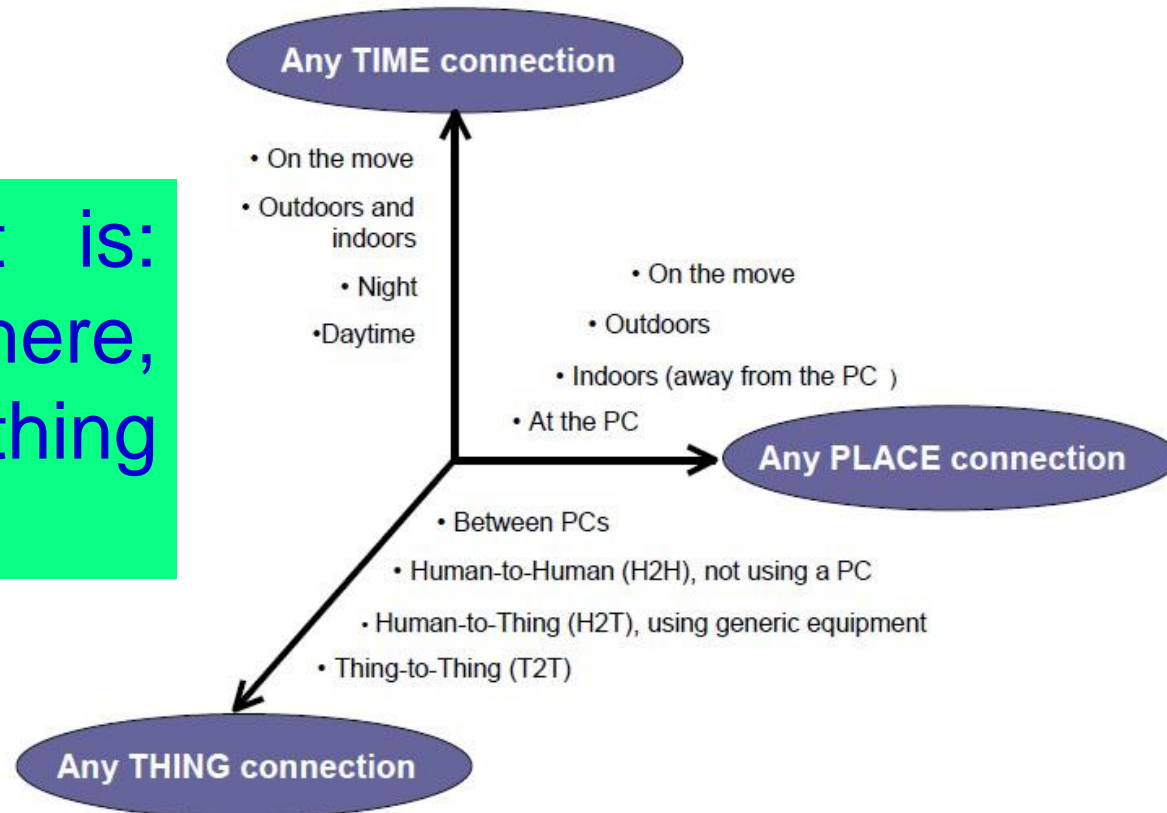 Any TIME connection
• On the move
• Outdoors and
indoors
• Night
•Daytime
is:
• On the move
• Outdoors
• Indoors (away from the PC )
• At the PC
Any PLACE connection
• Between PCs
• Human-to-Human (H2H), not using a PC
• Human-to-Thing (H2T), using generic equipment
• Thing-to-Thing (T2T)
Any THING connection